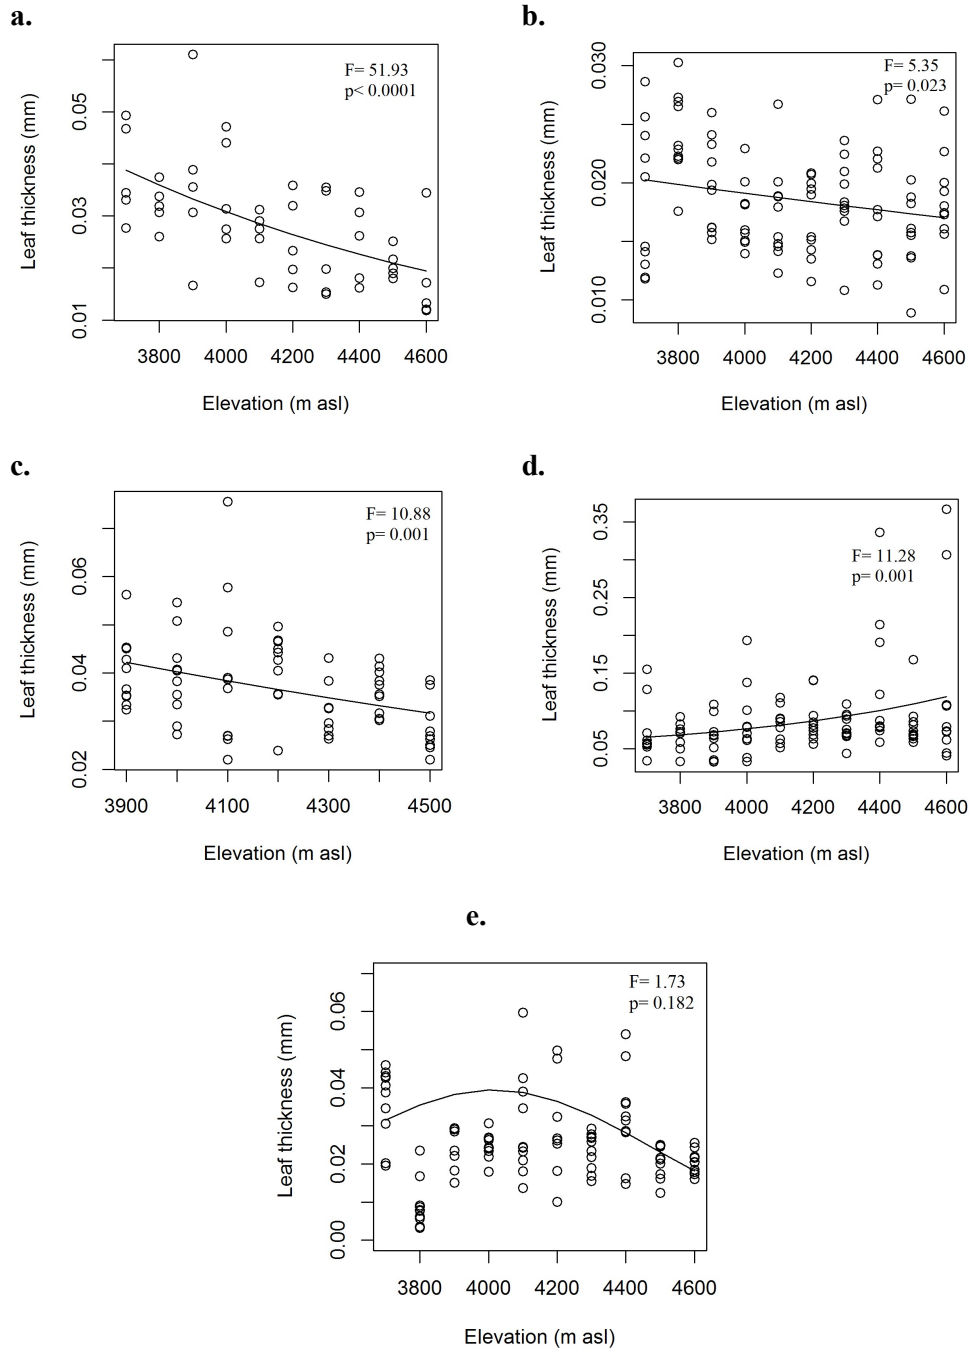 a.
F= 51.93
p< 0.0001
Leaf thickness (mm)
0.05
0.03
0.01
3800 4000 4200 4400 4600
Elevation (m asl)
b.
F= 5.35
p= 0.023
Leaf thickness (mm)
0.030
0.020
0.010
3800 4000 4200 4400 4600
Elevation (m asl)
c.
F= 10.88
p= 0.001
Leaf thickness (mm)
0.06
0.04
0.02
3900 4100 4300 4500
Elevation (m asl)
d.
F= 11.28
p= 0.001
Leaf thickness (mm)
0.35
0.25
0.15
0.05
3800 4000 4200 4400 4600
Elevation (m asl)
e.
F= 1.73
p= 0.182
Leaf thickness (mm)
0.06
0.04
0.02
0.00
3800 4000 4200 4400 4600
Elevation (m asl)